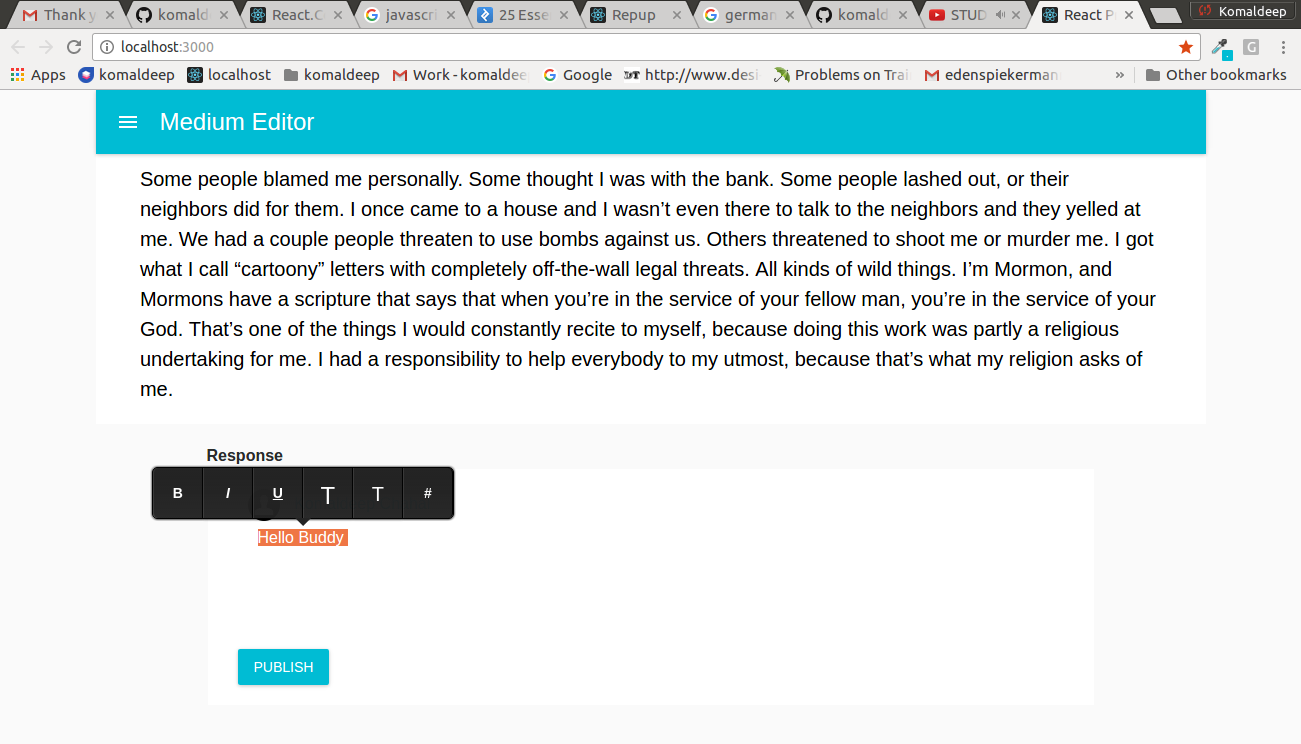 Thank y
komald
React.C
javascri
25 Esse
Repup
german
komald
STUD
React P
Komaldeep
localhost:3000
G
Apps
komaldeep
localhost
komaldeep
Work - komaldee
Google
http://www.desi
Problems on Trai
edenspiekerman
»
Other bookmarks
Medium Editor
Some people blamed me personally. Some thought I was with the bank. Some people lashed out, or their
neighbors did for them. I once came to a house and I wasn’t even there to talk to the neighbors and they yelled at
me. We had a couple people threaten to use bombs against us. Others threatened to shoot me or murder me. I got
what I call “cartoony” letters with completely off-the-wall legal threats. All kinds of wild things. I’m Mormon, and
Mormons have a scripture that says that when you’re in the service of your fellow man, you’re in the service of your
God. That’s one of the things I would constantly recite to myself, because doing this work was partly a religious
undertaking for me. I had a responsibility to help everybody to my utmost, because that’s what my religion asks of
me.
Response
B I U T T #
Hello Buddy
PUBLISH